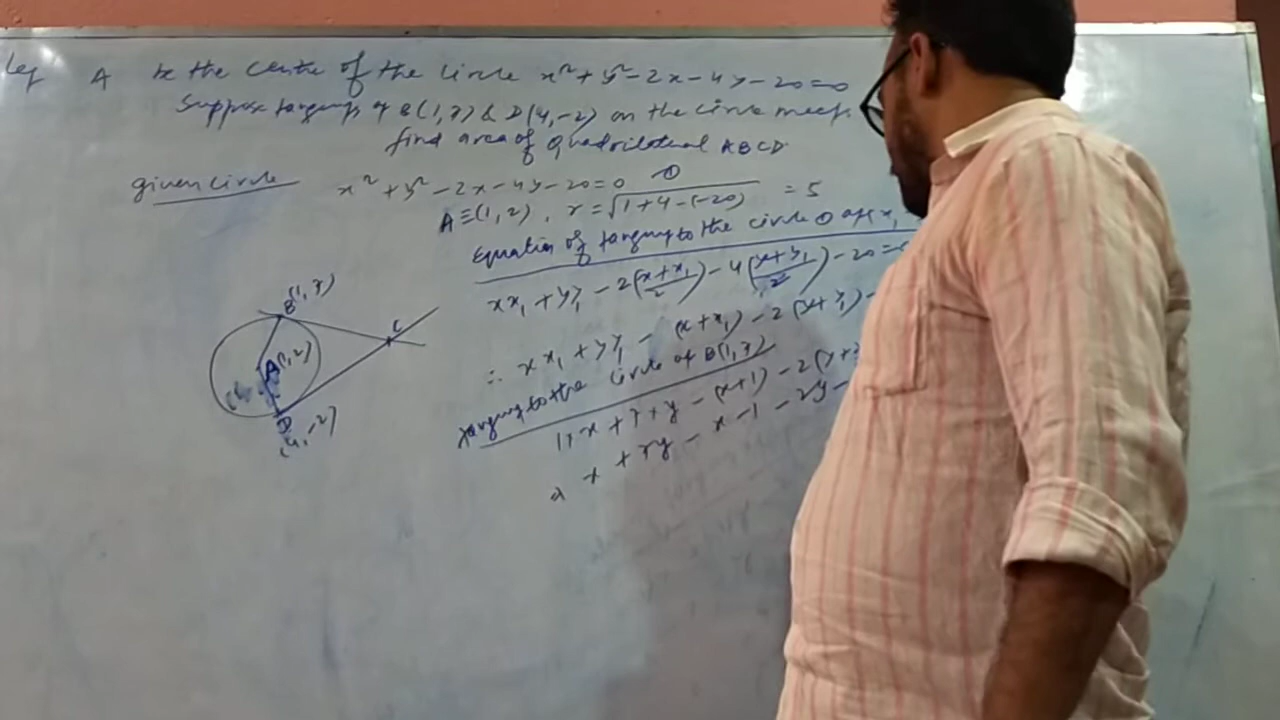 Let A be the centre of the circle x² + y² - 2x - 4y - 20 = 0
Suppose tangents at B(1,7) & D(4,-2) on the circle meets
find area of Quadrilateral ABCD
given circle x² + y² - 2x - 4y - 20 = 0 ①
A ≡ (1,2), r = √1+4-(-20) = 5
Equation of tangent to the circle ① at (x₁
xx₁ + yy₁ - 2(x+x₁/2) - 4(y+y₁/2) - 20 = 0
∴ xx₁ + yy₁ - (x+x₁) - 2(y+y₁) -
Tangent to the circle at B(1,7)
1×x + 7×y - (x+1) - 2(y+7
x + 7y - x - 1 - 2y -
B(1,7)
C
A(1,2)
D
(4,-2)